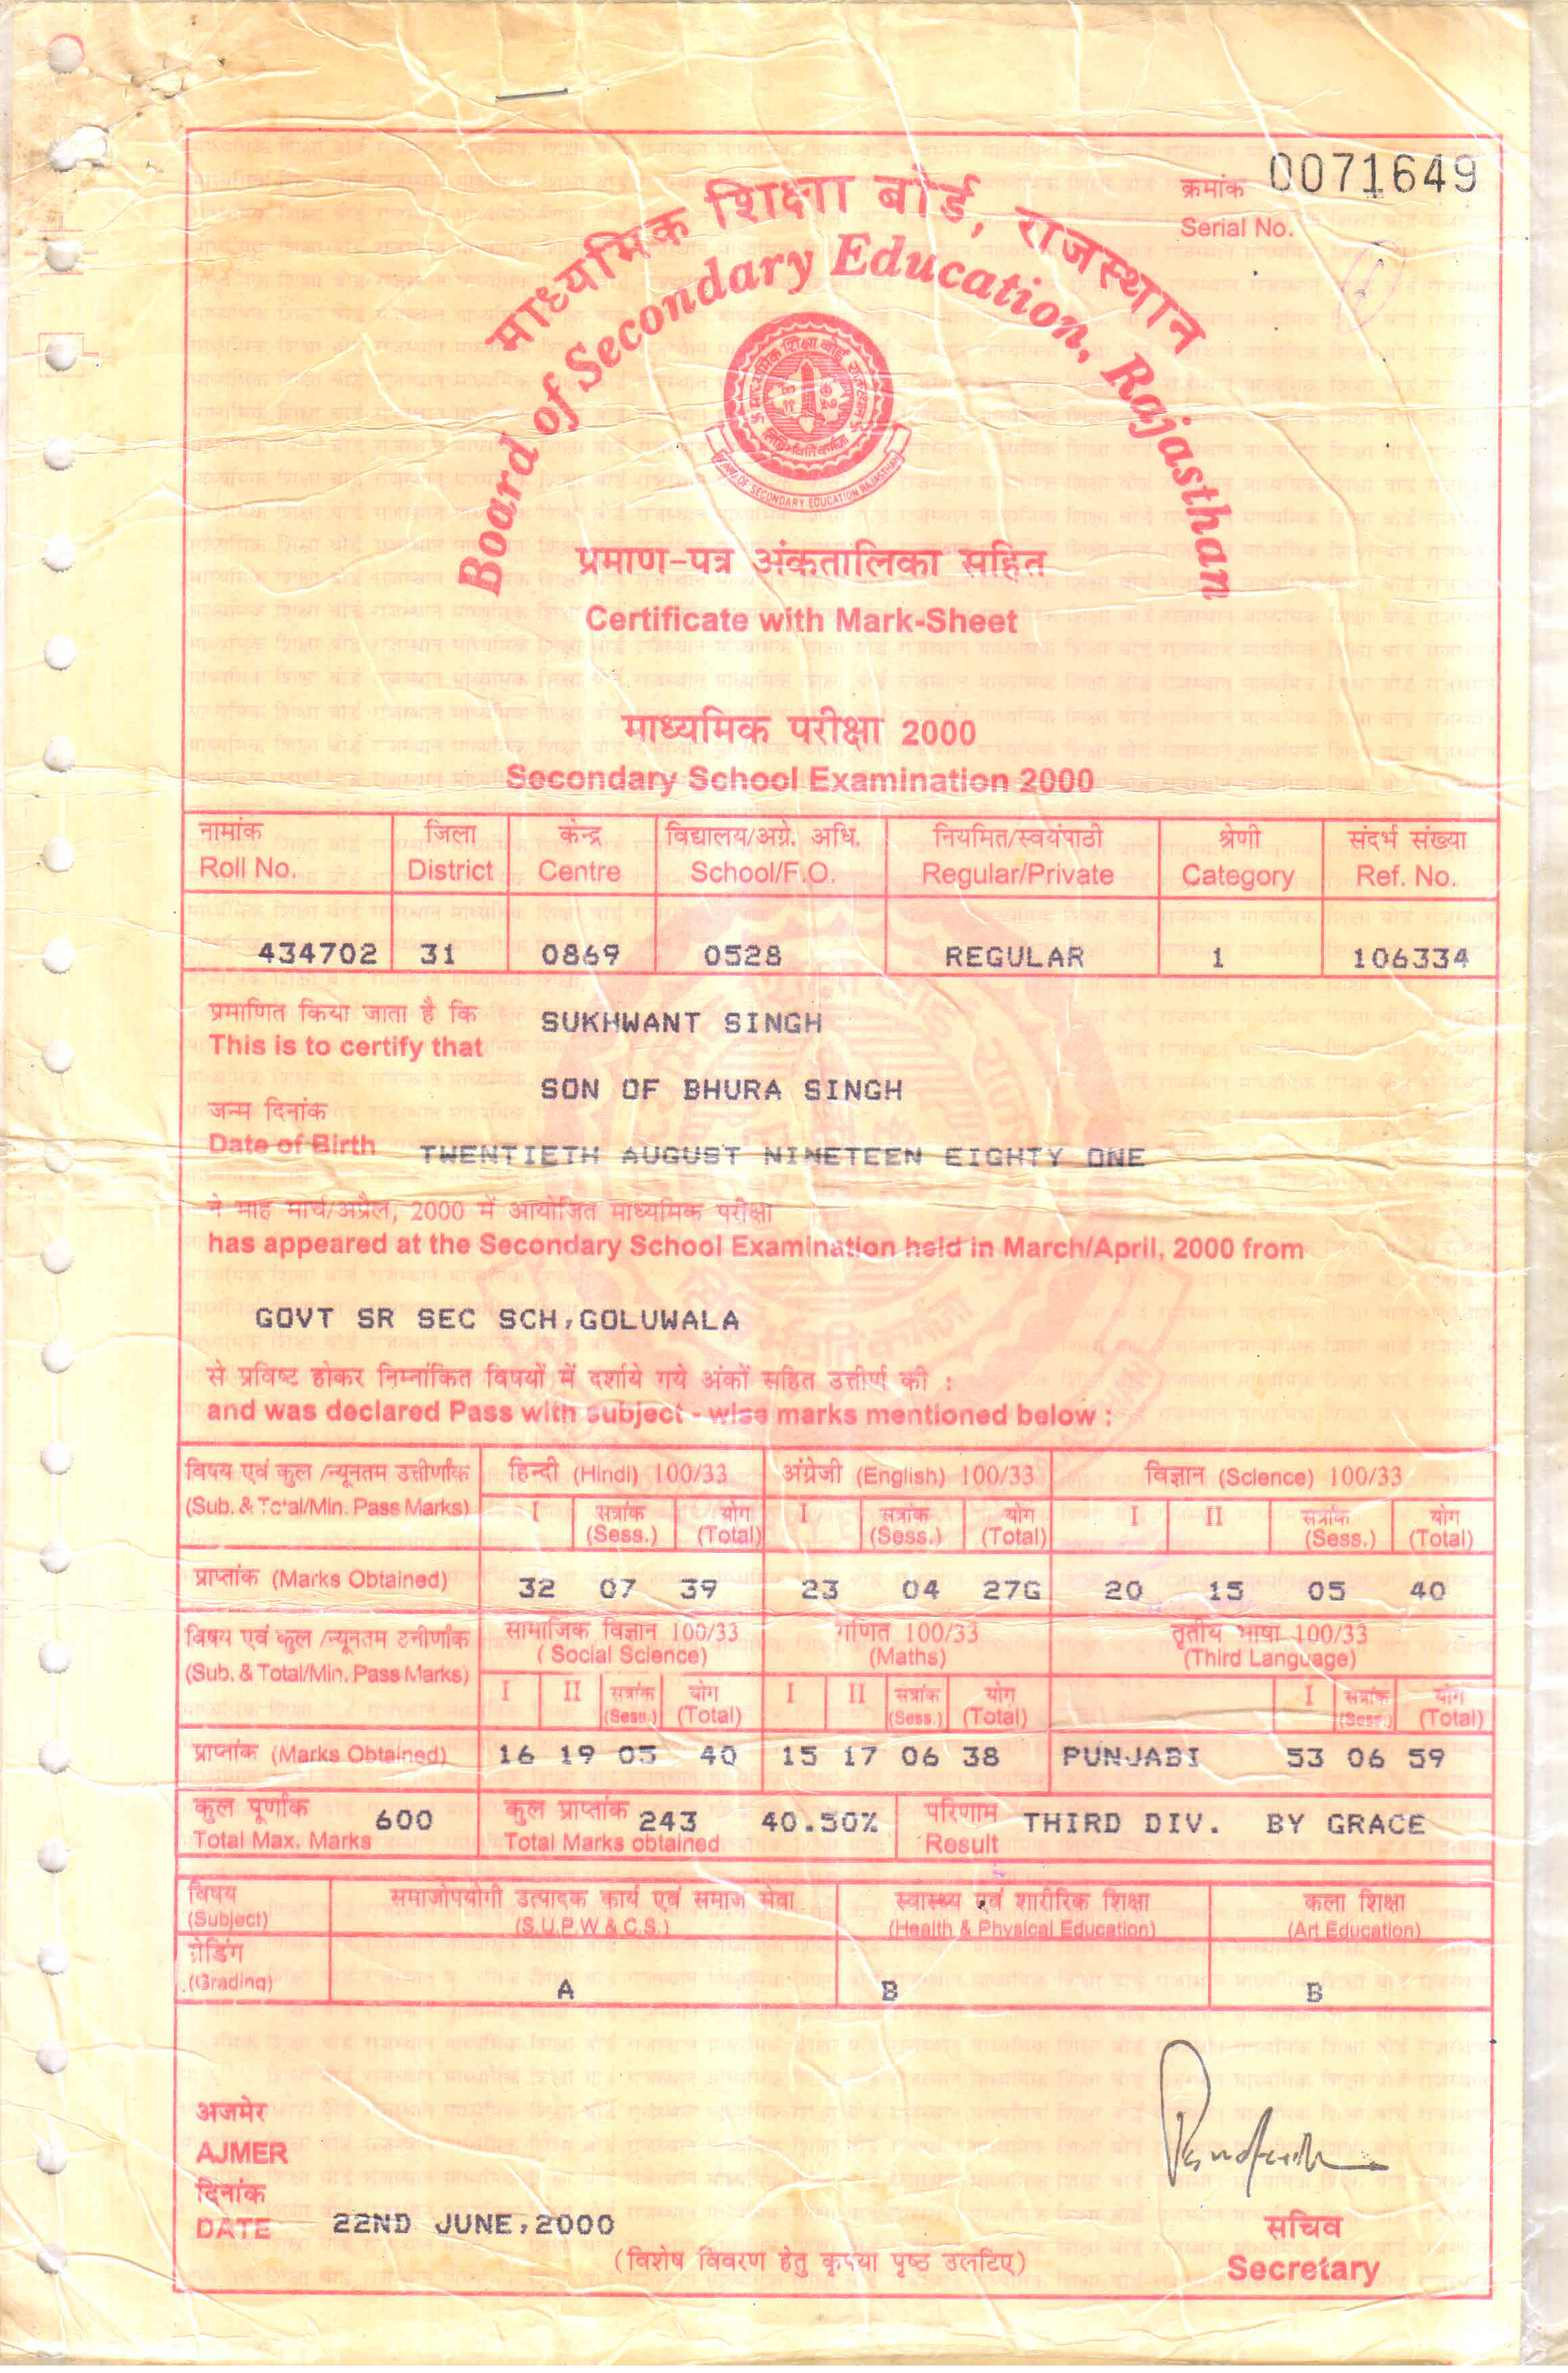 क्रमांक 0071649
Serial No.
माध्यमिक शिक्षा बोर्ड, राजस्थान
Board of Secondary Education, Rajasthan
प्रमाण-पत्र अंकतालिका सहित
Certificate with Mark-Sheet
माध्यमिक परीक्षा 2000
Secondary School Examination 2000
नामांक जिला केन्द्र विद्यालय/अग्रे. अधि. नियमित/स्वयंपाठी श्रेणी संदर्भ संख्या
Roll No. District Centre School/F.O. Regular/Private Category Ref. No.
434702 31 0869 0528 REGULAR 1 106334
प्रमाणित किया जाता है कि
This is to certify that SUKHWANT SINGH
SON OF BHURA SINGH
जन्म दिनांक
Date of Birth TWENTIETH AUGUST NINETEEN EIGHTY ONE
ने माह मार्च/अप्रैल, 2000 में आयोजित माध्यमिक परीक्षा
has appeared at the Secondary School Examination held in March/April, 2000 from
GOVT SR SEC SCH,GOLUWALA
से प्रविष्ट होकर निम्नांकित विषयों में दर्शाये गये अंकों सहित उत्तीर्ण की :
and was declared Pass with subject - wise marks mentioned below :
विषय एवं कुल /न्यूनतम उत्तीर्णांक हिन्दी (Hindi) 100/33 अंग्रेजी (English) 100/33 विज्ञान (Science) 100/33
(Sub. & Total/Min. Pass Marks) I सत्रांक योग I सत्रांक योग I II सत्रांक योग
(Sess.) (Total) (Sess.) (Total) (Sess.) (Total)
प्राप्तांक (Marks Obtained) 32 07 39 23 04 27G 20 15 05 40
विषय एवं कुल /न्यूनतम उत्तीर्णांक सामाजिक विज्ञान 100/33 गणित 100/33 तृतीय भाषा 100/33
(Sub. & Total/Min. Pass Marks) (Social Science) (Maths) (Third Language)
I II सत्रांक योग I II सत्रांक योग I सत्रांक योग
(Sess.) (Total) (Sess.) (Total) (Sess.) (Total)
प्राप्तांक (Marks Obtained) 16 19 05 40 15 17 06 38 PUNJABI 53 06 59
कुल पूर्णांक 600 कुल प्राप्तांक 243 40.50% परिणाम THIRD DIV. BY GRACE
Total Max. Marks Total Marks obtained Result
विषय समाजोपयोगी उत्पादक कार्य एवं समाज सेवा स्वास्थ्य एवं शारीरिक शिक्षा कला शिक्षा
(Subject) (S.U.P.W & C.S.) (Health & Physical Education) (Art Education)
ग्रेडिंग
(Grading) A B B
अजमेर
AJMER
दिनांक
DATE 22ND JUNE,2000
सचिव
(विशेष विवरण हेतु कृपया पृष्ठ उलटिए)
Secretary